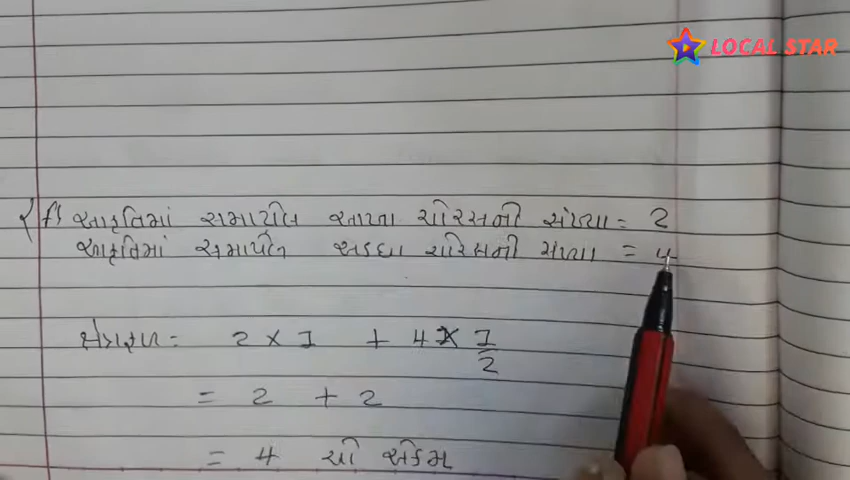 LOCAL STAR
આકૃતિમાં સમાયેલ આખા ચોરસની સંખ્યા = 2
આકૃતિમાં સમાયેલ અડધા ચોરસની સંખ્યા = 4
ક્ષેત્રફળ = 2 × 1 + 4 × 1/2
= 2 + 2
= 4 ચો એકમ